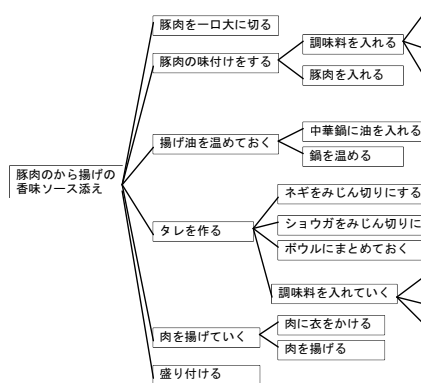 豚肉のから揚げの
香味ソース添え
豚肉を一口大に切る
豚肉の味付けをする
調味料を入れる
豚肉を入れる
揚げ油を温めておく
中華鍋に油を入れる
鍋を温める
タレを作る
ネギをみじん切りにする
ショウガをみじん切りに
ボウルにまとめておく
調味料を入れていく
肉を揚げていく
肉に衣をかける
肉を揚げる
盛り付ける